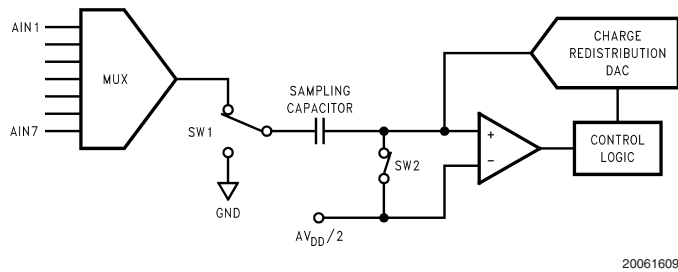 AIN1
MUX
AIN7
SW1
GND
SAMPLING
CAPACITOR
SW2
AVDD/2
+
−
CHARGE
REDISTRIBUTION
DAC
CONTROL
LOGIC
20061609